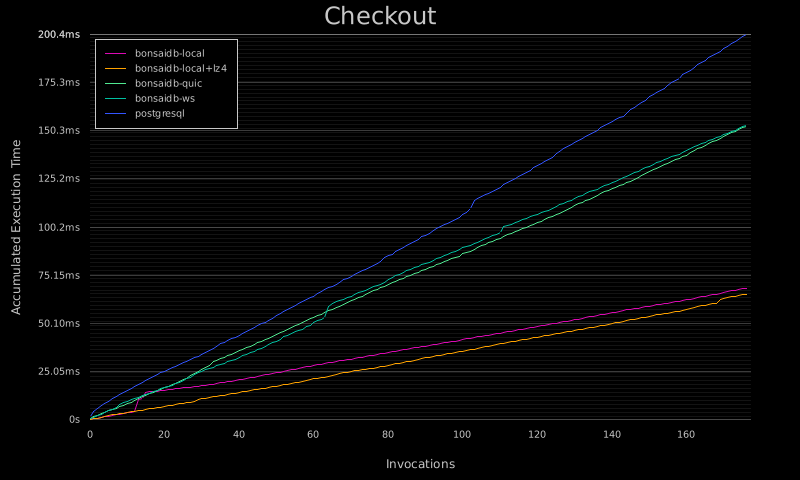 Checkout
200.4ms
175.3ms
150.3ms
125.2ms
100.2ms
75.15ms
50.10ms
25.05ms
0s
Accumulated Execution Time
bonsaidb-local
bonsaidb-local+lz4
bonsaidb-quic
bonsaidb-ws
postgresql
0 20 40 60 80 100 120 140 160
Invocations